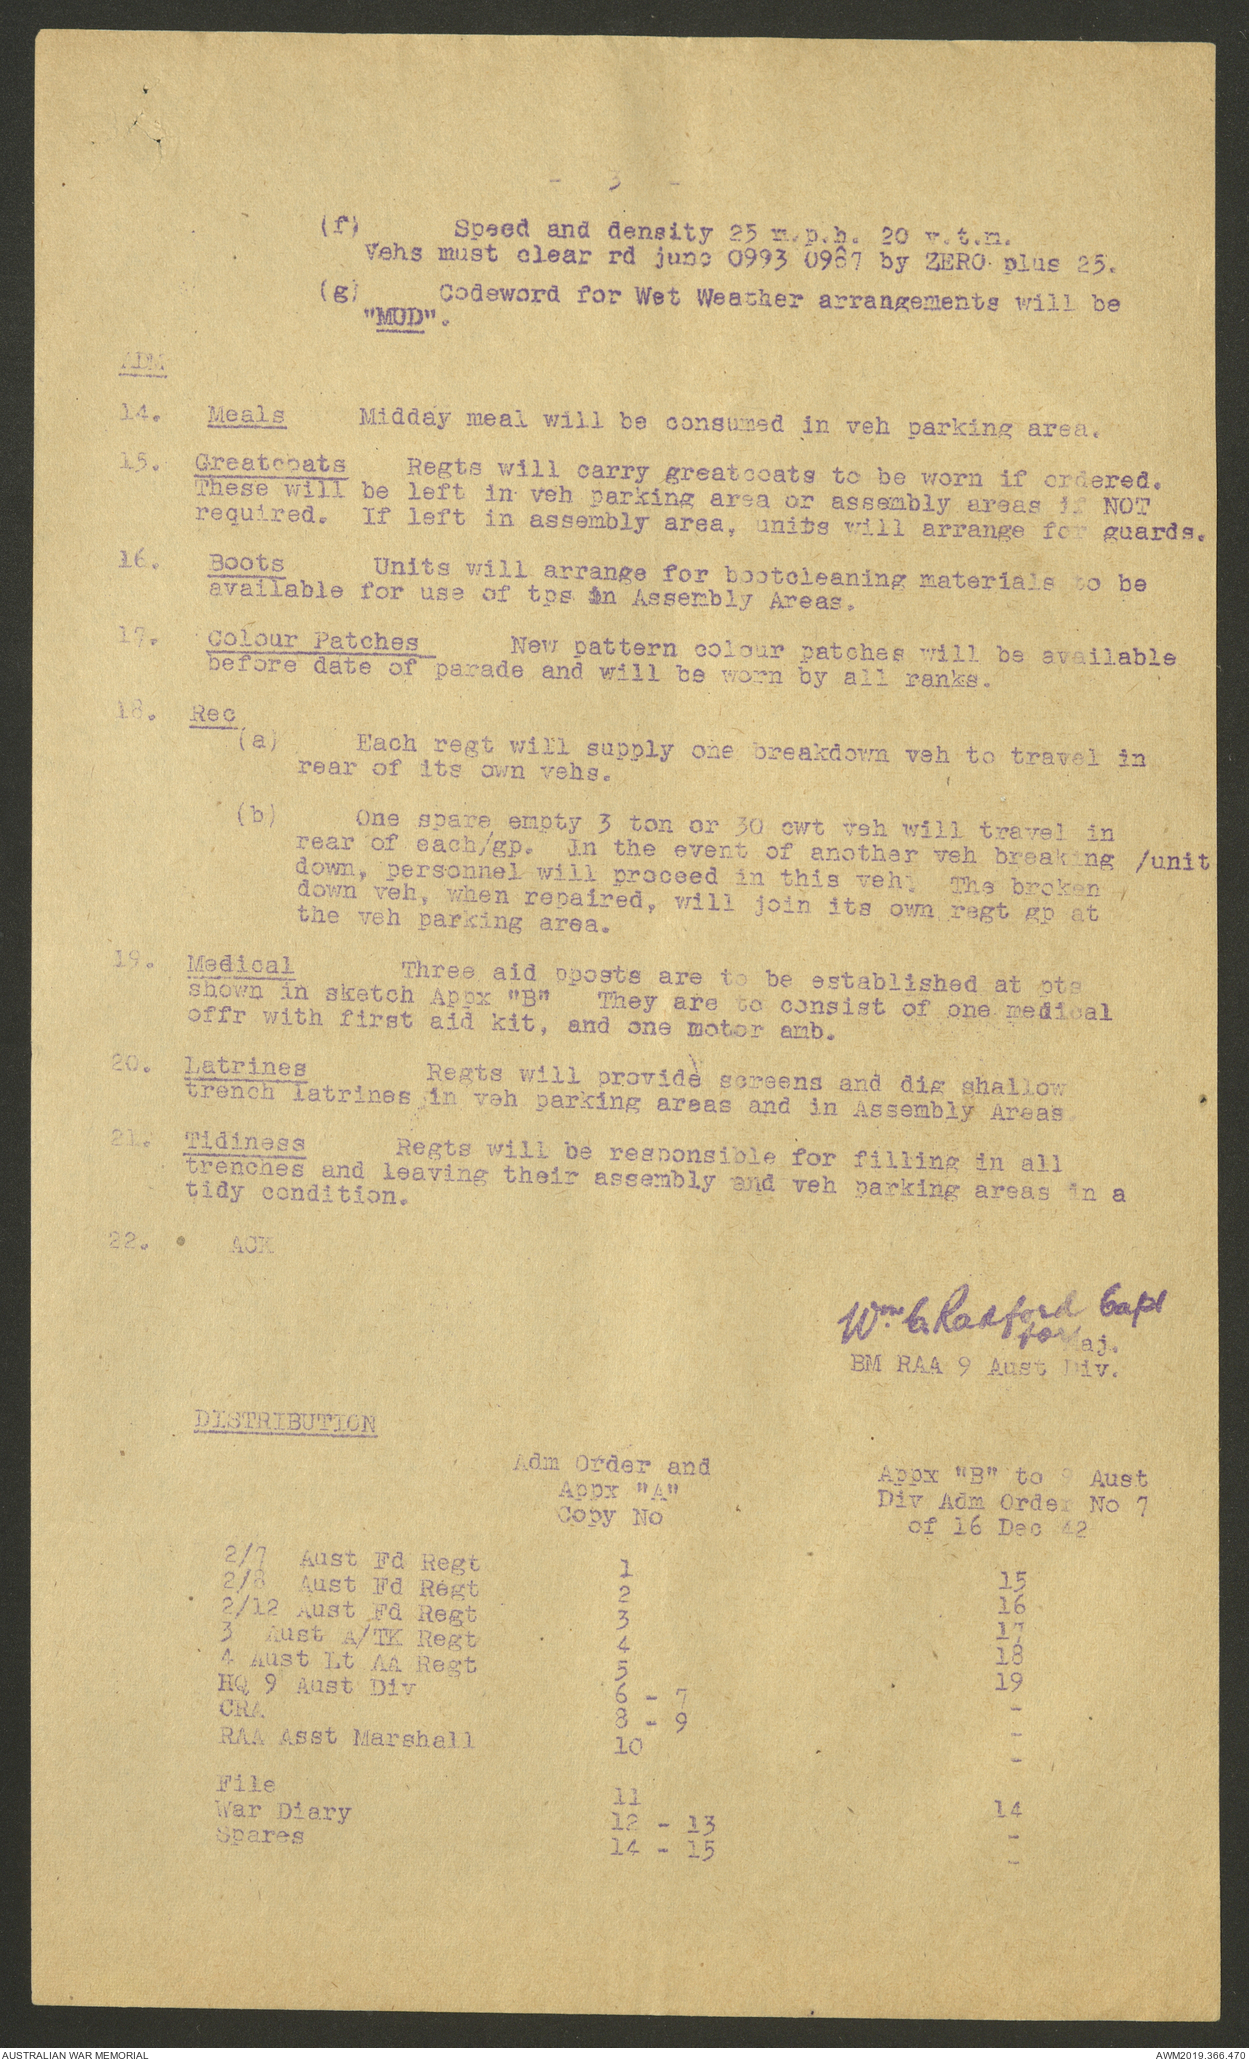 - 3 -
(f) Speed and density 25 m.p.h. 20 v.t.m.
Vehs must clear rd junc 0993 0987 by ZERO plus 25.
(g) Codeword for Wet Weather arrangements will be
"MUD".
ADM
14. Meals Midday meal will be consumed in veh parking area.
15. Greatcoats Regts will carry greatcoats to be worn if ordered.
These will be left in veh parking area or assembly areas if NOT
required. If left in assembly area, units will arrange for guards.
16. Boots Units will arrange for bootcleaning materials to be
available for use of tps in Assembly Areas.
17. Colour Patches New pattern colour patches will be available
before date of parade and will be worn by all ranks.
18. Rec
(a) Each regt will supply one breakdown veh to travel in
rear of its own vehs.
(b) One spare empty 3 ton or 30 cwt veh will travel in
rear of each/gp. In the event of another veh breaking /unit
down, personnel will proceed in this veh. The broken
down veh, when repaired, will join its own regt gp at
the veh parking area.
19. Medical Three aid pposts are to be established at pts
shown in sketch Appx "B" They are to consist of one medical
offr with first aid kit, and one motor amb.
20. Latrines Regts will provide screens and dig shallow
trench latrines in veh parking areas and in Assembly Areas.
21. Tidiness Regts will be responsible for filling in all
trenches and leaving their assembly and veh parking areas in a
tidy condition.
22. ACK
Wm C. Radford Capt
for Maj.
BM RAA 9 Aust Div.
DISTRIBUTION
Adm Order and Appx "B" to 9 Aust
Appx "A" Div Adm Order No 7
Copy No of 16 Dec 42
2/7 Aust Fd Regt 1 15
2/8 Aust Fd Regt 2 16
2/12 Aust Fd Regt 3 17
3 Aust A/TK Regt 4 18
4 Aust Lt AA Regt 5 19
HQ 9 Aust Div 6 - 7 -
CRA 8 - 9 -
RAA Asst Marshall 10 -
File 11
War Diary 12 - 13 14
Spares 14 - 15 -
-
AUSTRALIAN WAR MEMORIAL AWM2019.366.470